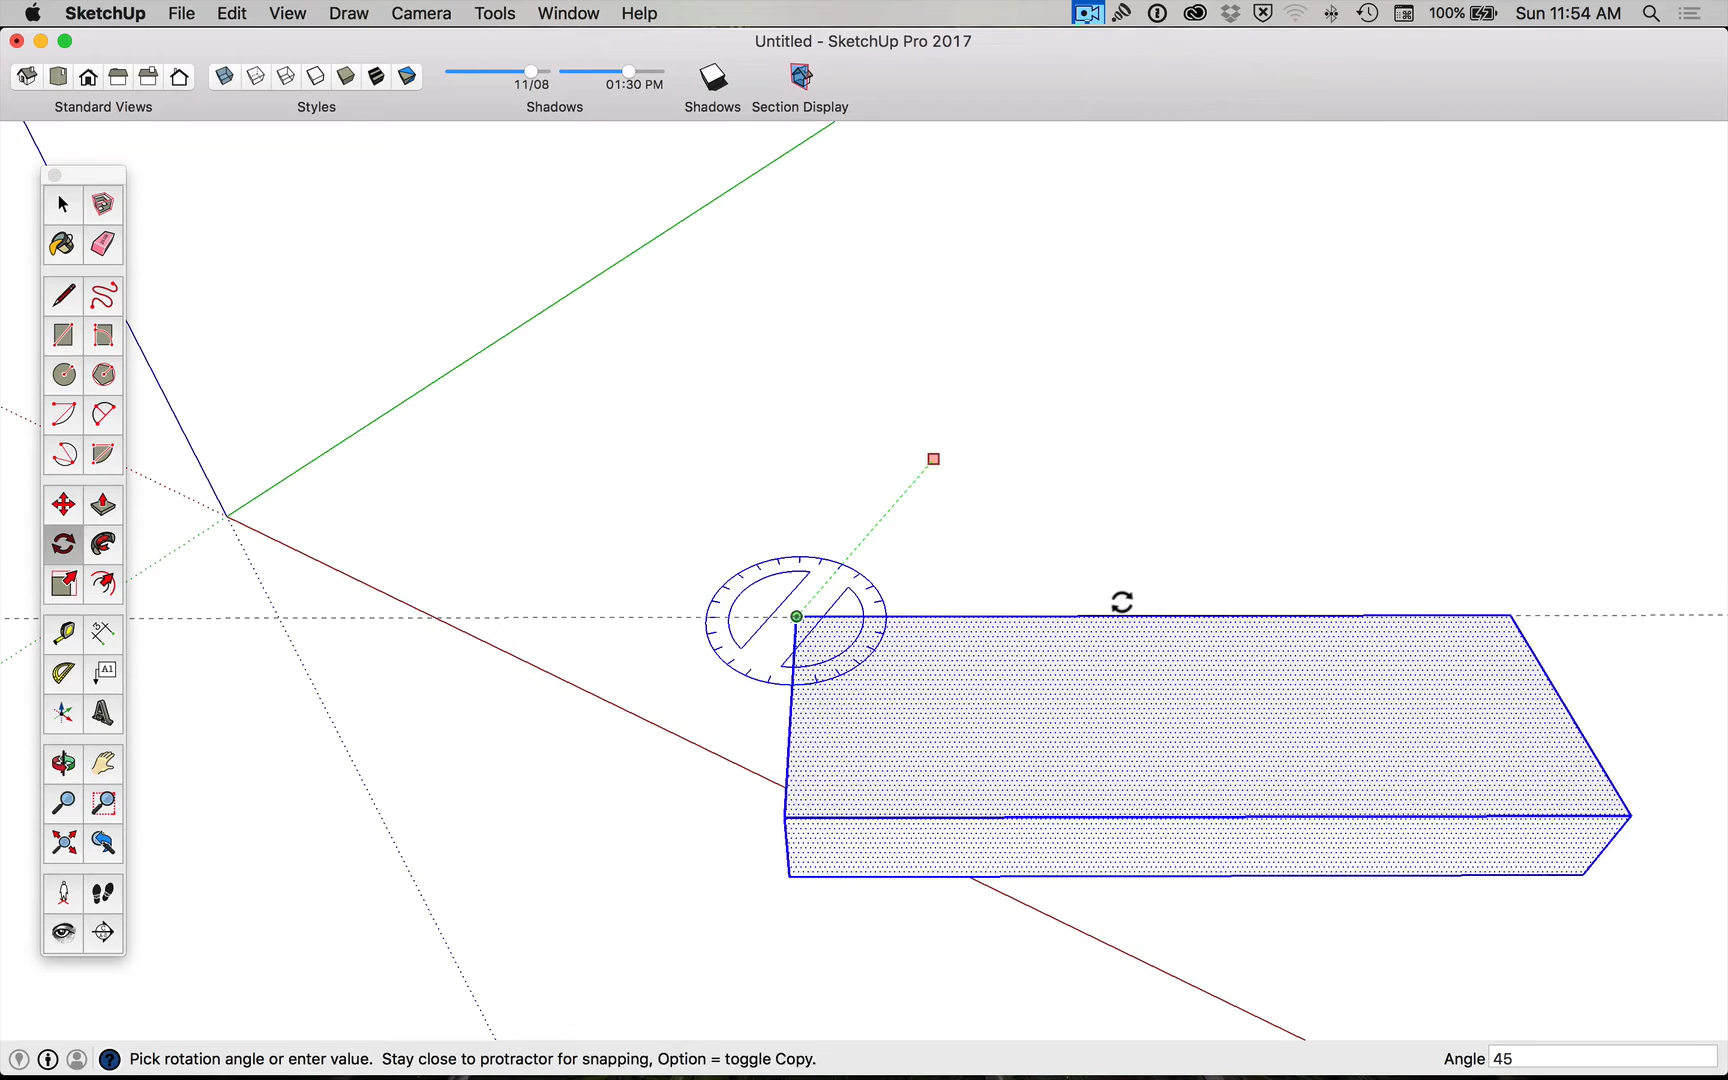 SketchUp File Edit View Draw Camera Tools Window Help 100% Sun 11:54 AM
Untitled - SketchUp Pro 2017
11/08 01:30 PM
Standard Views Styles Shadows Shadows Section Display
A1
Pick rotation angle or enter value. Stay close to protractor for snapping, Option = toggle Copy. Angle 45